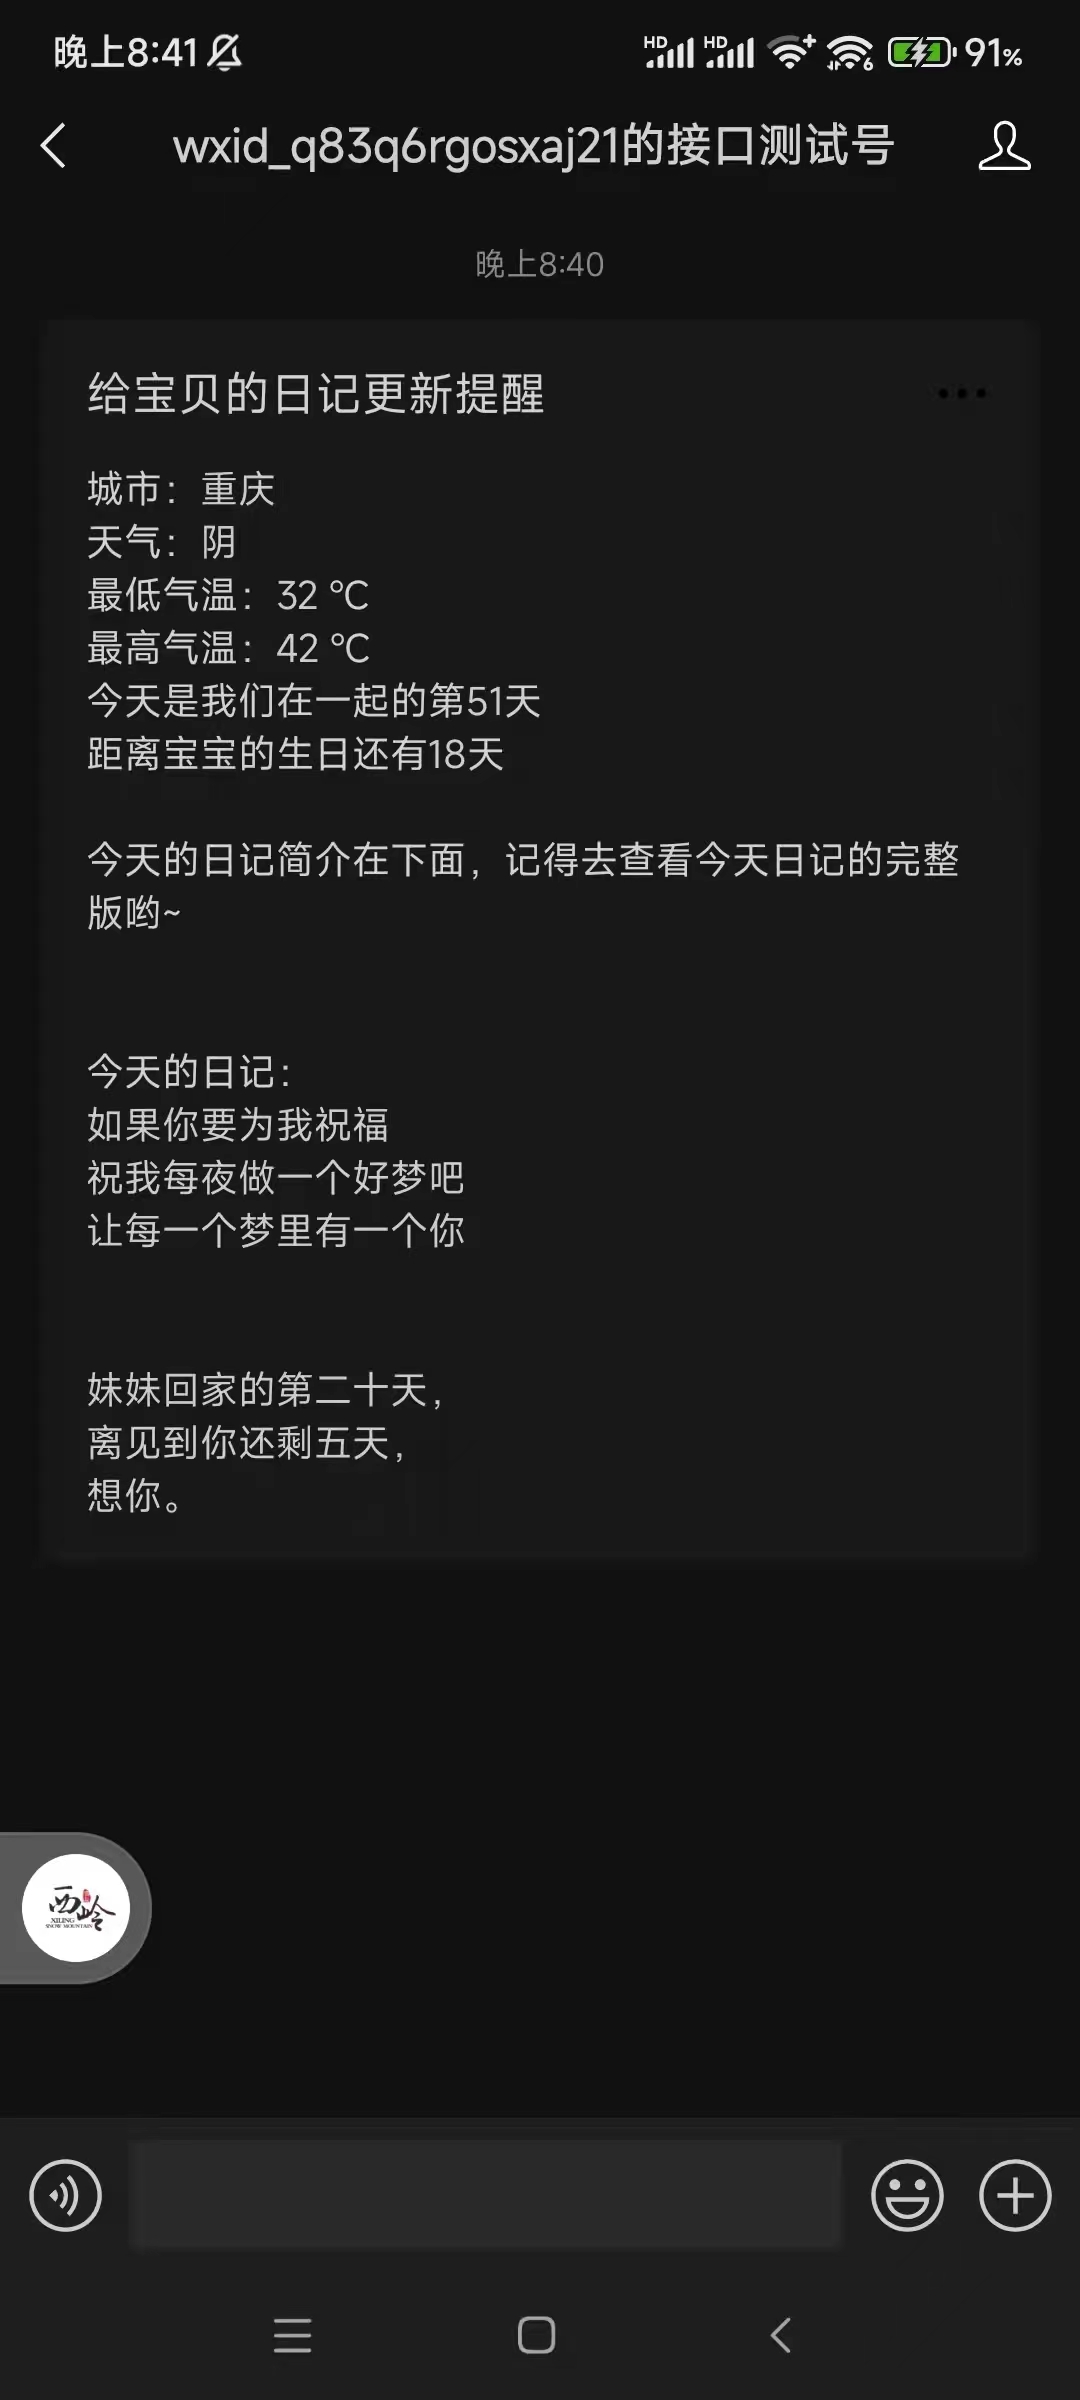 晚上8:41
HD HD 6 91%
wxid_q83q6rgosxaj21的接口测试号
晚上8:40
给宝贝的日记更新提醒
城市：重庆
天气：阴
最低气温：32 ℃
最高气温：42 ℃
今天是我们在一起的第51天
距离宝宝的生日还有18天
今天的日记简介在下面，记得去查看今天日记的完整
版哟~
今天的日记：
如果你要为我祝福
祝我每夜做一个好梦吧
让每一个梦里有一个你
妹妹回家的第二十天，
离见到你还剩五天，
想你。
西岭
XILING
SNOW MOUNTAIN